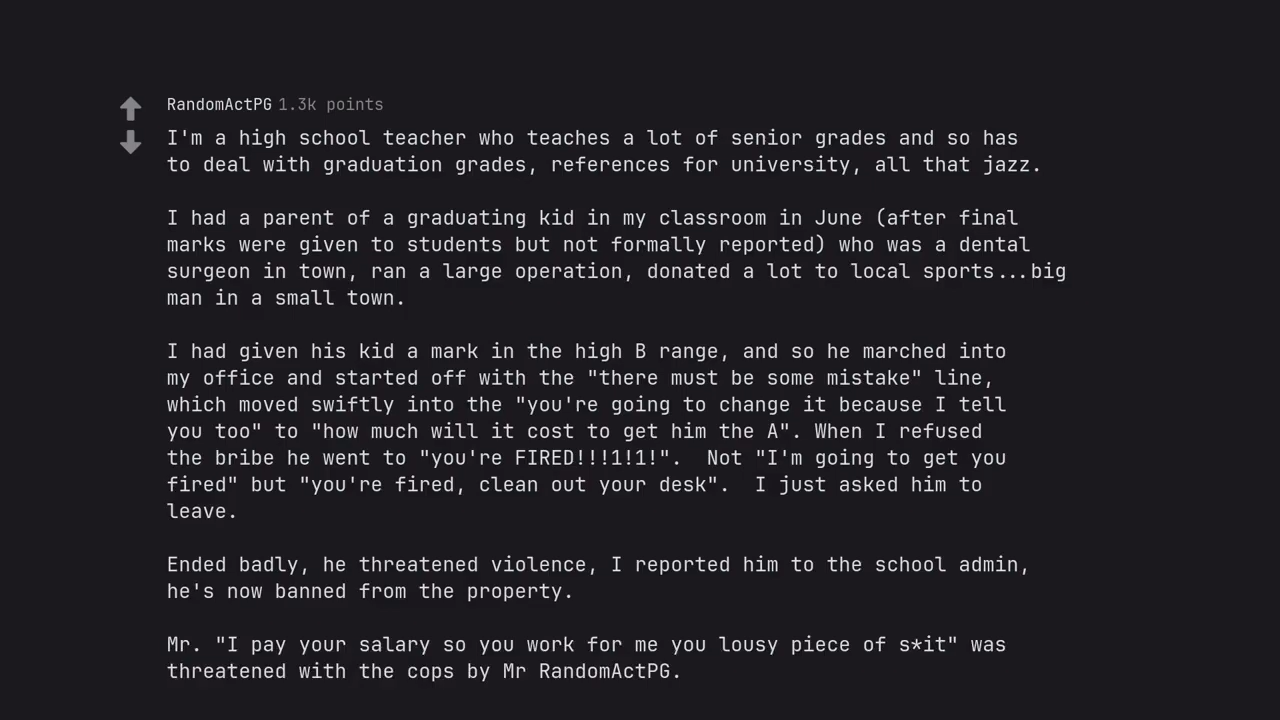 RandomActPG 1.3k points
I'm a high school teacher who teaches a lot of senior grades and so has
to deal with graduation grades, references for university, all that jazz.
I had a parent of a graduating kid in my classroom in June (after final
marks were given to students but not formally reported) who was a dental
surgeon in town, ran a large operation, donated a lot to local sports...big
man in a small town.
I had given his kid a mark in the high B range, and so he marched into
my office and started off with the "there must be some mistake" line,
which moved swiftly into the "you're going to change it because I tell
you too" to "how much will it cost to get him the A". When I refused
the bribe he went to "you're FIRED!!!1!1!".  Not "I'm going to get you
fired" but "you're fired, clean out your desk".  I just asked him to
leave.
Ended badly, he threatened violence, I reported him to the school admin,
he's now banned from the property.
Mr. "I pay your salary so you work for me you lousy piece of s*it" was
threatened with the cops by Mr RandomActPG.